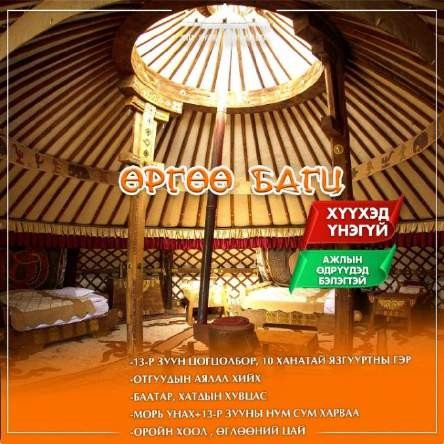 ӨРГӨӨ БАГЦ
ХҮҮХЭД
ҮНЭГҮЙ
АЖЛЫН
ӨДРҮҮДЭД
БЭЛЭГТЭЙ
-13-Р ЗУУН ЦОГЦОЛБОР, 10 ХАНАТАЙ ЯЗГУУРТНЫ ГЭР
-ОТГУУДЫН АЯЛАЛ ХИЙХ
-БААТАР, ХАТДЫН ХУВЦАС
-МОРЬ УНАХ+13-Р ЗУУНЫ НУМ СУМ ХАРВАА
-ОРОЙН ХООЛ , ӨГЛӨӨНИЙ ЦАЙ